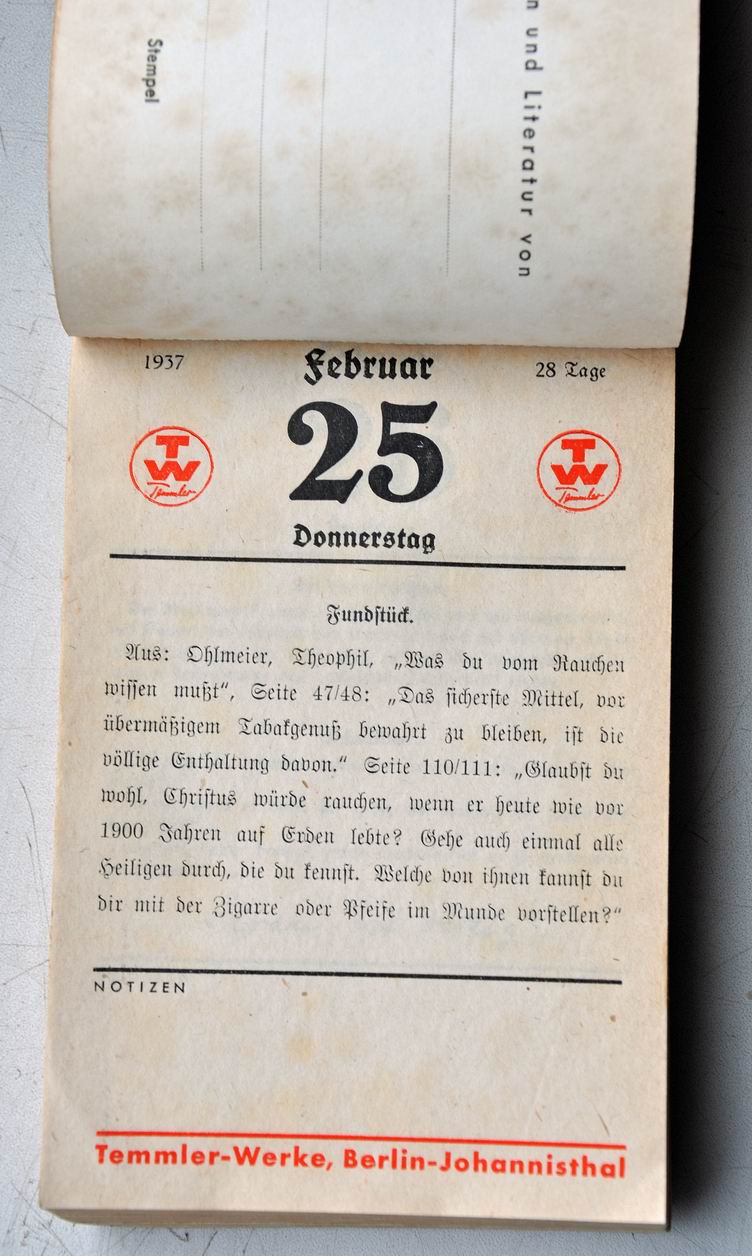 Stempel
n und Literatur von
1937
Februar
28 Tage
25
TW
Temmler
TW
Temmler
Donnerstag
Fundstück.
Aus: Ohlmeier, Theophil, „Was du vom Rauchen
wissen mußt“, Seite 47/48: „Das sicherste Mittel, vor
übermäßigem Tabakgenuß bewahrt zu bleiben, ist die
völlige Enthaltung davon.“ Seite 110/111: „Glaubst du
wohl, Christus würde rauchen, wenn er heute wie vor
1900 Jahren auf Erden lebte? Gehe auch einmal alle
Heiligen durch, die du kennst. Welche von ihnen kannst du
dir mit der Zigarre oder Pfeife im Munde vorstellen?“
NOTIZEN
Temmler-Werke, Berlin-Johannisthal